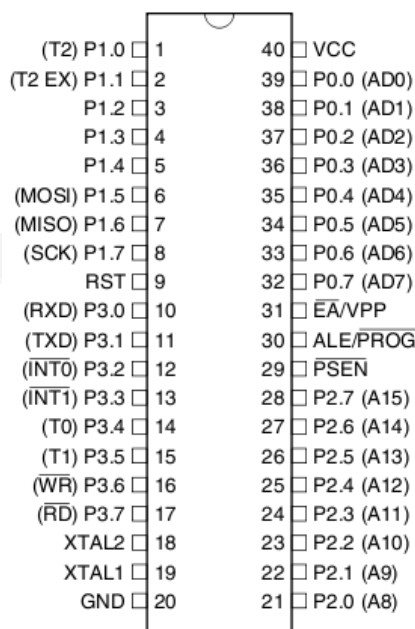 (T2) P1.0 1 40 VCC
(T2 EX) P1.1 2 39 P0.0 (AD0)
P1.2 3 38 P0.1 (AD1)
P1.3 4 37 P0.2 (AD2)
P1.4 5 36 P0.3 (AD3)
(MOSI) P1.5 6 35 P0.4 (AD4)
(MISO) P1.6 7 34 P0.5 (AD5)
(SCK) P1.7 8 33 P0.6 (AD6)
RST 9 32 P0.7 (AD7)
(RXD) P3.0 10 31 E̅A̅/VPP
(TXD) P3.1 11 30 ALE/P̅R̅O̅G̅
(I̅N̅T̅0̅) P3.2 12 29 P̅S̅E̅N̅
(I̅N̅T̅1̅) P3.3 13 28 P2.7 (A15)
(T0) P3.4 14 27 P2.6 (A14)
(T1) P3.5 15 26 P2.5 (A13)
(W̅R̅) P3.6 16 25 P2.4 (A12)
(R̅D̅) P3.7 17 24 P2.3 (A11)
XTAL2 18 23 P2.2 (A10)
XTAL1 19 22 P2.1 (A9)
GND 20 21 P2.0 (A8)